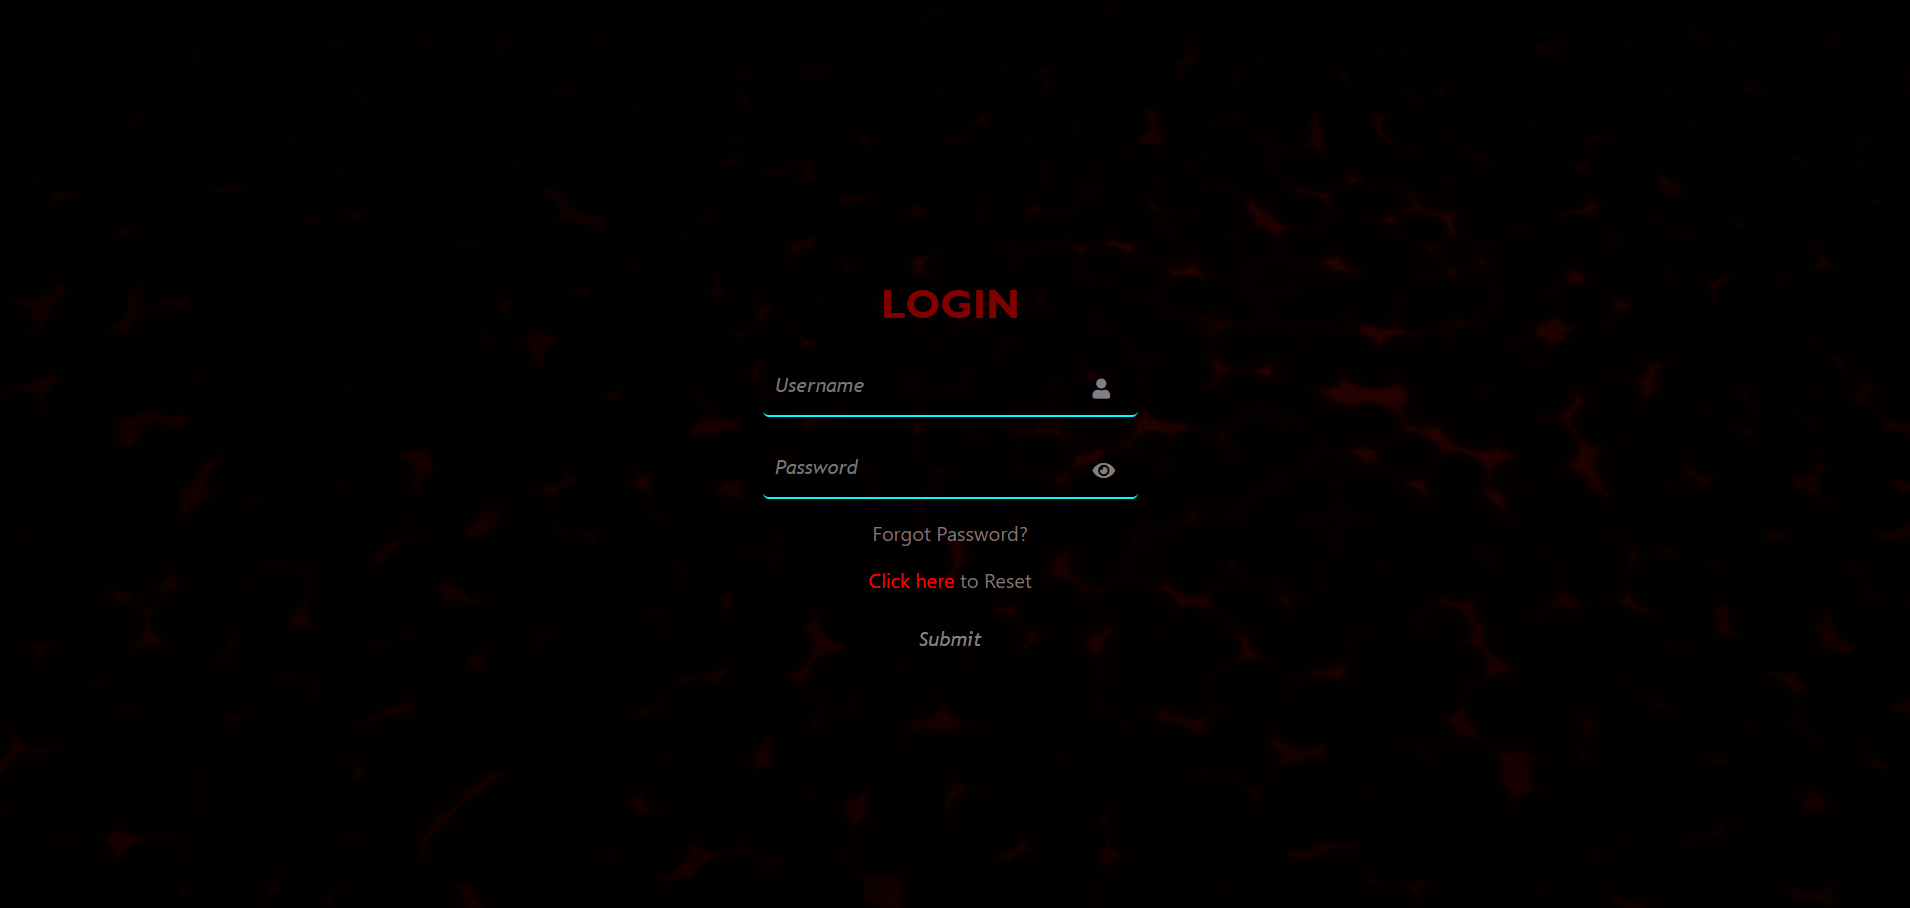 LOGIN
Username
Password
Forgot Password?
Click here to Reset
Submit